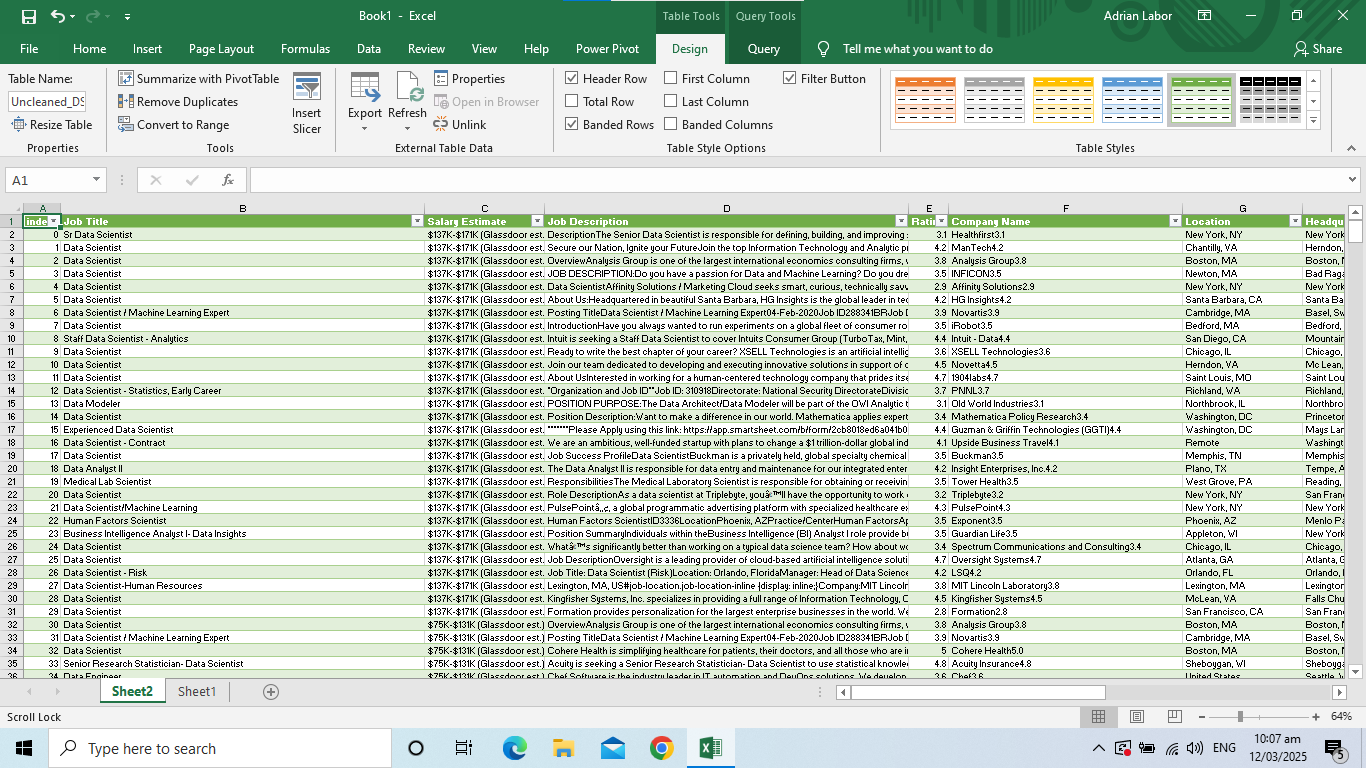 Book1 - Excel
Table Tools
Query Tools
Adrian Labor
File Home Insert Page Layout Formulas Data Review View Help Power Pivot Design Query Tell me what you want to do Share
Table Name:
Uncleaned_DS
Resize Table
Properties
Summarize with PivotTable
Remove Duplicates
Convert to Range
Tools
Insert
Slicer
Export
Refresh
Properties
Open in Browser
Unlink
External Table Data
Header Row First Column Filter Button
Total Row Last Column
Banded Rows Banded Columns
Table Style Options
Table Styles
A1
fx
A B C D E F G
1 inde Job Title Salary Estimate Job Description Ratin Company Name Location Headqu
2 0 Sr Data Scientist $137K-$171K (Glassdoor est. DescriptionThe Senior Data Scientist is responsible for defining, building, and improving 3.1 Healthfirst3.1 New York, NY New York
3 1 Data Scientist $137K-$171K (Glassdoor est. Secure our Nation, Ignite your FutureJoin the top Information Technology and Analytic pr 4.2 ManTech4.2 Chantilly, VA Herndon,
4 2 Data Scientist $137K-$171K (Glassdoor est. OverviewAnalysis Group is one of the largest international economics consulting firms, 3.8 Analysis Group3.8 Boston, MA Boston,
5 3 Data Scientist $137K-$171K (Glassdoor est. JOB DESCRIPTION:Do you have a passion for Data and Machine Learning? Do you dre 3.5 INFICON3.5 Newton, MA Bad Raga
6 4 Data Scientist $137K-$171K (Glassdoor est. Data ScientistAffinity Solutions / Marketing Cloud seeks smart, curious, technically savv 2.9 Affinity Solutions2.9 New York, NY New York
7 5 Data Scientist $137K-$171K (Glassdoor est. About Us:Headquartered in beautiful Santa Barbara, HG Insights is the global leader in tec 4.2 HG Insights4.2 Santa Barbara, CA Santa Ba
8 6 Data Scientist / Machine Learning Expert $137K-$171K (Glassdoor est. Posting TitleData Scientist / Machine Learning Expert04-Feb-2020Job ID288341BRJob D 3.9 Novartis3.9 Cambridge, MA Basel, Sw
9 7 Data Scientist $137K-$171K (Glassdoor est. IntroductionHave you always wanted to run experiments on a global fleet of consumer ro 3.5 iRobot3.5 Bedford, MA Bedford,
10 8 Staff Data Scientist - Analytics $137K-$171K (Glassdoor est. Intuit is seeking a Staff Data Scientist to cover Intuits Consumer Group (TurboTax, Mint, 4.4 Intuit - Data4.4 San Diego, CA Mountain
11 9 Data Scientist $137K-$171K (Glassdoor est. Ready to write the best chapter of your career? XSELL Technologies is an artificial intellig 3.6 XSELL Technologies3.6 Chicago, IL Chicago,
12 10 Data Scientist $137K-$171K (Glassdoor est. Join our team dedicated to developing and executing innovative solutions in support of c 4.5 Novetta4.5 Herndon, VA Mc Lean,
13 11 Data Scientist $137K-$171K (Glassdoor est. About UsInterested in working for a human-centered technology company that prides itse 4.7 1904labs4.7 Saint Louis, MO Saint Lou
14 12 Data Scientist - Statistics, Early Career $137K-$171K (Glassdoor est. "Organization and Job ID""Job ID: 310918Directorate: National Security DirectorateDivisio 3.7 PNNL3.7 Richland, WA Richland,
15 13 Data Modeler $137K-$171K (Glassdoor est. POSITION PURPOSE:The Data Architect/Data Modeler will be part of the OWI Analytic t 3.1 Old World Industries3.1 Northbrook, IL Northbro
16 14 Data Scientist $137K-$171K (Glassdoor est. Position Description:Want to make a difference in our world. Mathematica applies expert 3.4 Mathematica Policy Research3.4 Washington, DC Princeton
17 15 Experienced Data Scientist $137K-$171K (Glassdoor est. """""""Please Apply using this link: https://app.smartsheet.com/b/form/2cb8018ed6a041b0 4.4 Guzman & Griffin Technologies (GGTI)4.4 Washington, DC Mays Lan
18 16 Data Scientist - Contract $137K-$171K (Glassdoor est. We are an ambitious, well-funded startup with plans to change a $1 trillion-dollar global ind 4.1 Upside Business Travel4.1 Remote Washingt
19 17 Data Scientist $137K-$171K (Glassdoor est. Job Success ProfileData ScientistBuckman is a privately held, global specialty chemical 3.5 Buckman3.5 Memphis, TN Memphis
20 18 Data Analyst II $137K-$171K (Glassdoor est. The Data Analyst II is responsible for data entry and maintenance for our integrated enter 4.2 Insight Enterprises, Inc.4.2 Plano, TX Tempe, A
21 19 Medical Lab Scientist $137K-$171K (Glassdoor est. ResponsibilitiesThe Medical Laboratory Scientist is responsible for obtaining or receivin 3.5 Tower Health3.5 West Grove, PA Reading,
22 20 Data Scientist $137K-$171K (Glassdoor est. Role DescriptionAs a data scientist at Triplebyte, youâ€™ll have the opportunity to work 3.2 Triplebyte3.2 New York, NY San Fran
23 21 Data Scientist/Machine Learning $137K-$171K (Glassdoor est. PulsePointâ„¢, a global programmatic advertising platform with specialized healthcare ex 4.3 PulsePoint4.3 New York, NY New York
24 22 Human Factors Scientist $137K-$171K (Glassdoor est. Human Factors ScientistID3336LocationPhoenix, AZPractice/CenterHuman FactorsAp 3.5 Exponent3.5 Phoenix, AZ Menlo Pa
25 23 Business Intelligence Analyst I- Data Insights $137K-$171K (Glassdoor est. Position SummaryIndividuals within theBusiness Intelligence (BI) Analyst I role provide bu 3.5 Guardian Life3.5 Appleton, WI New York
26 24 Data Scientist $137K-$171K (Glassdoor est. Whatâ€™s significantly better than working on a typical data science team? How about wo 3.4 Spectrum Communications and Consulting3.4 Chicago, IL Chicago,
27 25 Data Scientist $137K-$171K (Glassdoor est. Job DescriptionOversight is a leading provider of cloud-based artificial intelligence soluti 4.7 Oversight Systems4.7 Atlanta, GA Atlanta, G
28 26 Data Scientist - Risk $137K-$171K (Glassdoor est. Job Title: Data Scientist (Risk)Location: Orlando, FloridaManager: Head of Data Science 4.2 LSQ4.2 Orlando, FL Orlando,
29 27 Data Scientist-Human Resources $137K-$171K (Glassdoor est. Lexington, MA, US#job-location.job-location-inline {display: inline;}Company:MIT Lincoln 3.8 MIT Lincoln Laboratory3.8 Lexington, MA Lexington
30 28 Data Scientist $137K-$171K (Glassdoor est. Kingfisher Systems, Inc. specializes in providing a full range of Information Technology, C 4.5 Kingfisher Systems4.5 McLean, VA Falls Chu
31 29 Data Scientist $137K-$171K (Glassdoor est. Formation provides personalization for the largest enterprise businesses in the world. We 2.8 Formation2.8 San Francisco, CA San Fran
32 30 Data Scientist $75K-$131K (Glassdoor est.) OverviewAnalysis Group is one of the largest international economics consulting firms, 3.8 Analysis Group3.8 Boston, MA Boston,
33 31 Data Scientist / Machine Learning Expert $75K-$131K (Glassdoor est.) Posting TitleData Scientist / Machine Learning Expert04-Feb-2020Job ID288341BRJob D 3.9 Novartis3.9 Cambridge, MA Basel, Sw
34 32 Data Scientist $75K-$131K (Glassdoor est.) Cohere Health is simplifying healthcare for patients, their doctors, and all those who are in 5 Cohere Health5.0 Boston, MA Boston,
35 33 Senior Research Statistician- Data Scientist $75K-$131K (Glassdoor est.) Acuity is seeking a Senior Research Statistician- Data Scientist to use statistical knowle 4.8 Acuity Insurance4.8 Sheboygan, WI Sheboyga
36 34 Data Engineer $75K-$131K (Glassdoor est.) Chef Software is the industry leader in IT automation and DevOps solutions. We develop 3.6 Chef3.6 United States Seattle,
Sheet2 Sheet1
Scroll Lock
64%
Type here to search
ENG
10:07 am
12/03/2025
5